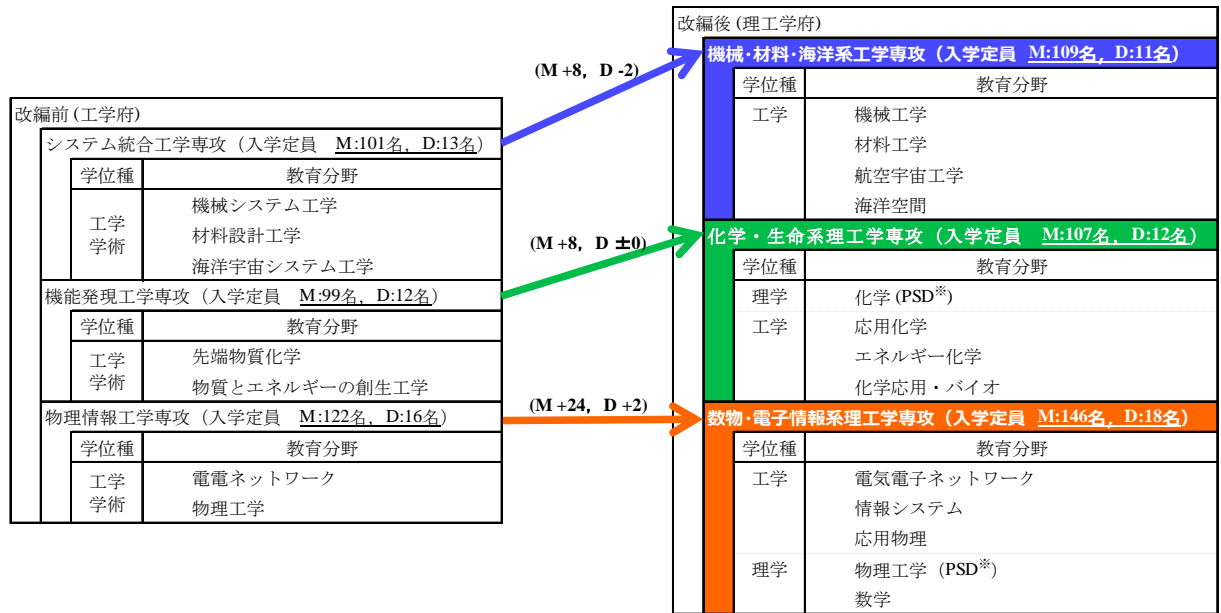 改編前 (工学府)
システム統合工学専攻（入学定員　M:101名，D:13名）
学位種　教育分野
工学
学術
機械システム工学
材料設計工学
海洋宇宙システム工学
機能発現工学専攻（入学定員　M:99名，D:12名）
学位種　教育分野
工学
学術
先端物質化学
物質とエネルギーの創生工学
物理情報工学専攻（入学定員　M:122名，D:16名）
学位種　教育分野
工学
学術
電電ネットワーク
物理工学
(M +8，D -2)
(M +8，D ±0)
(M +24，D +2)
改編後 (理工学府)
機械・材料・海洋系工学専攻（入学定員　M:109名，D:11名）
学位種　教育分野
工学　機械工学
材料工学
航空宇宙工学
海洋空間
化学・生命系理工学専攻（入学定員　M:107名，D:12名）
学位種　教育分野
理学　化学 (PSD※)
工学　応用化学
エネルギー化学
化学応用・バイオ
数物・電子情報系理工学専攻（入学定員　M:146名，D:18名）
学位種　教育分野
工学　電気電子ネットワーク
情報システム
応用物理
理学　物理工学（PSD※）
数学